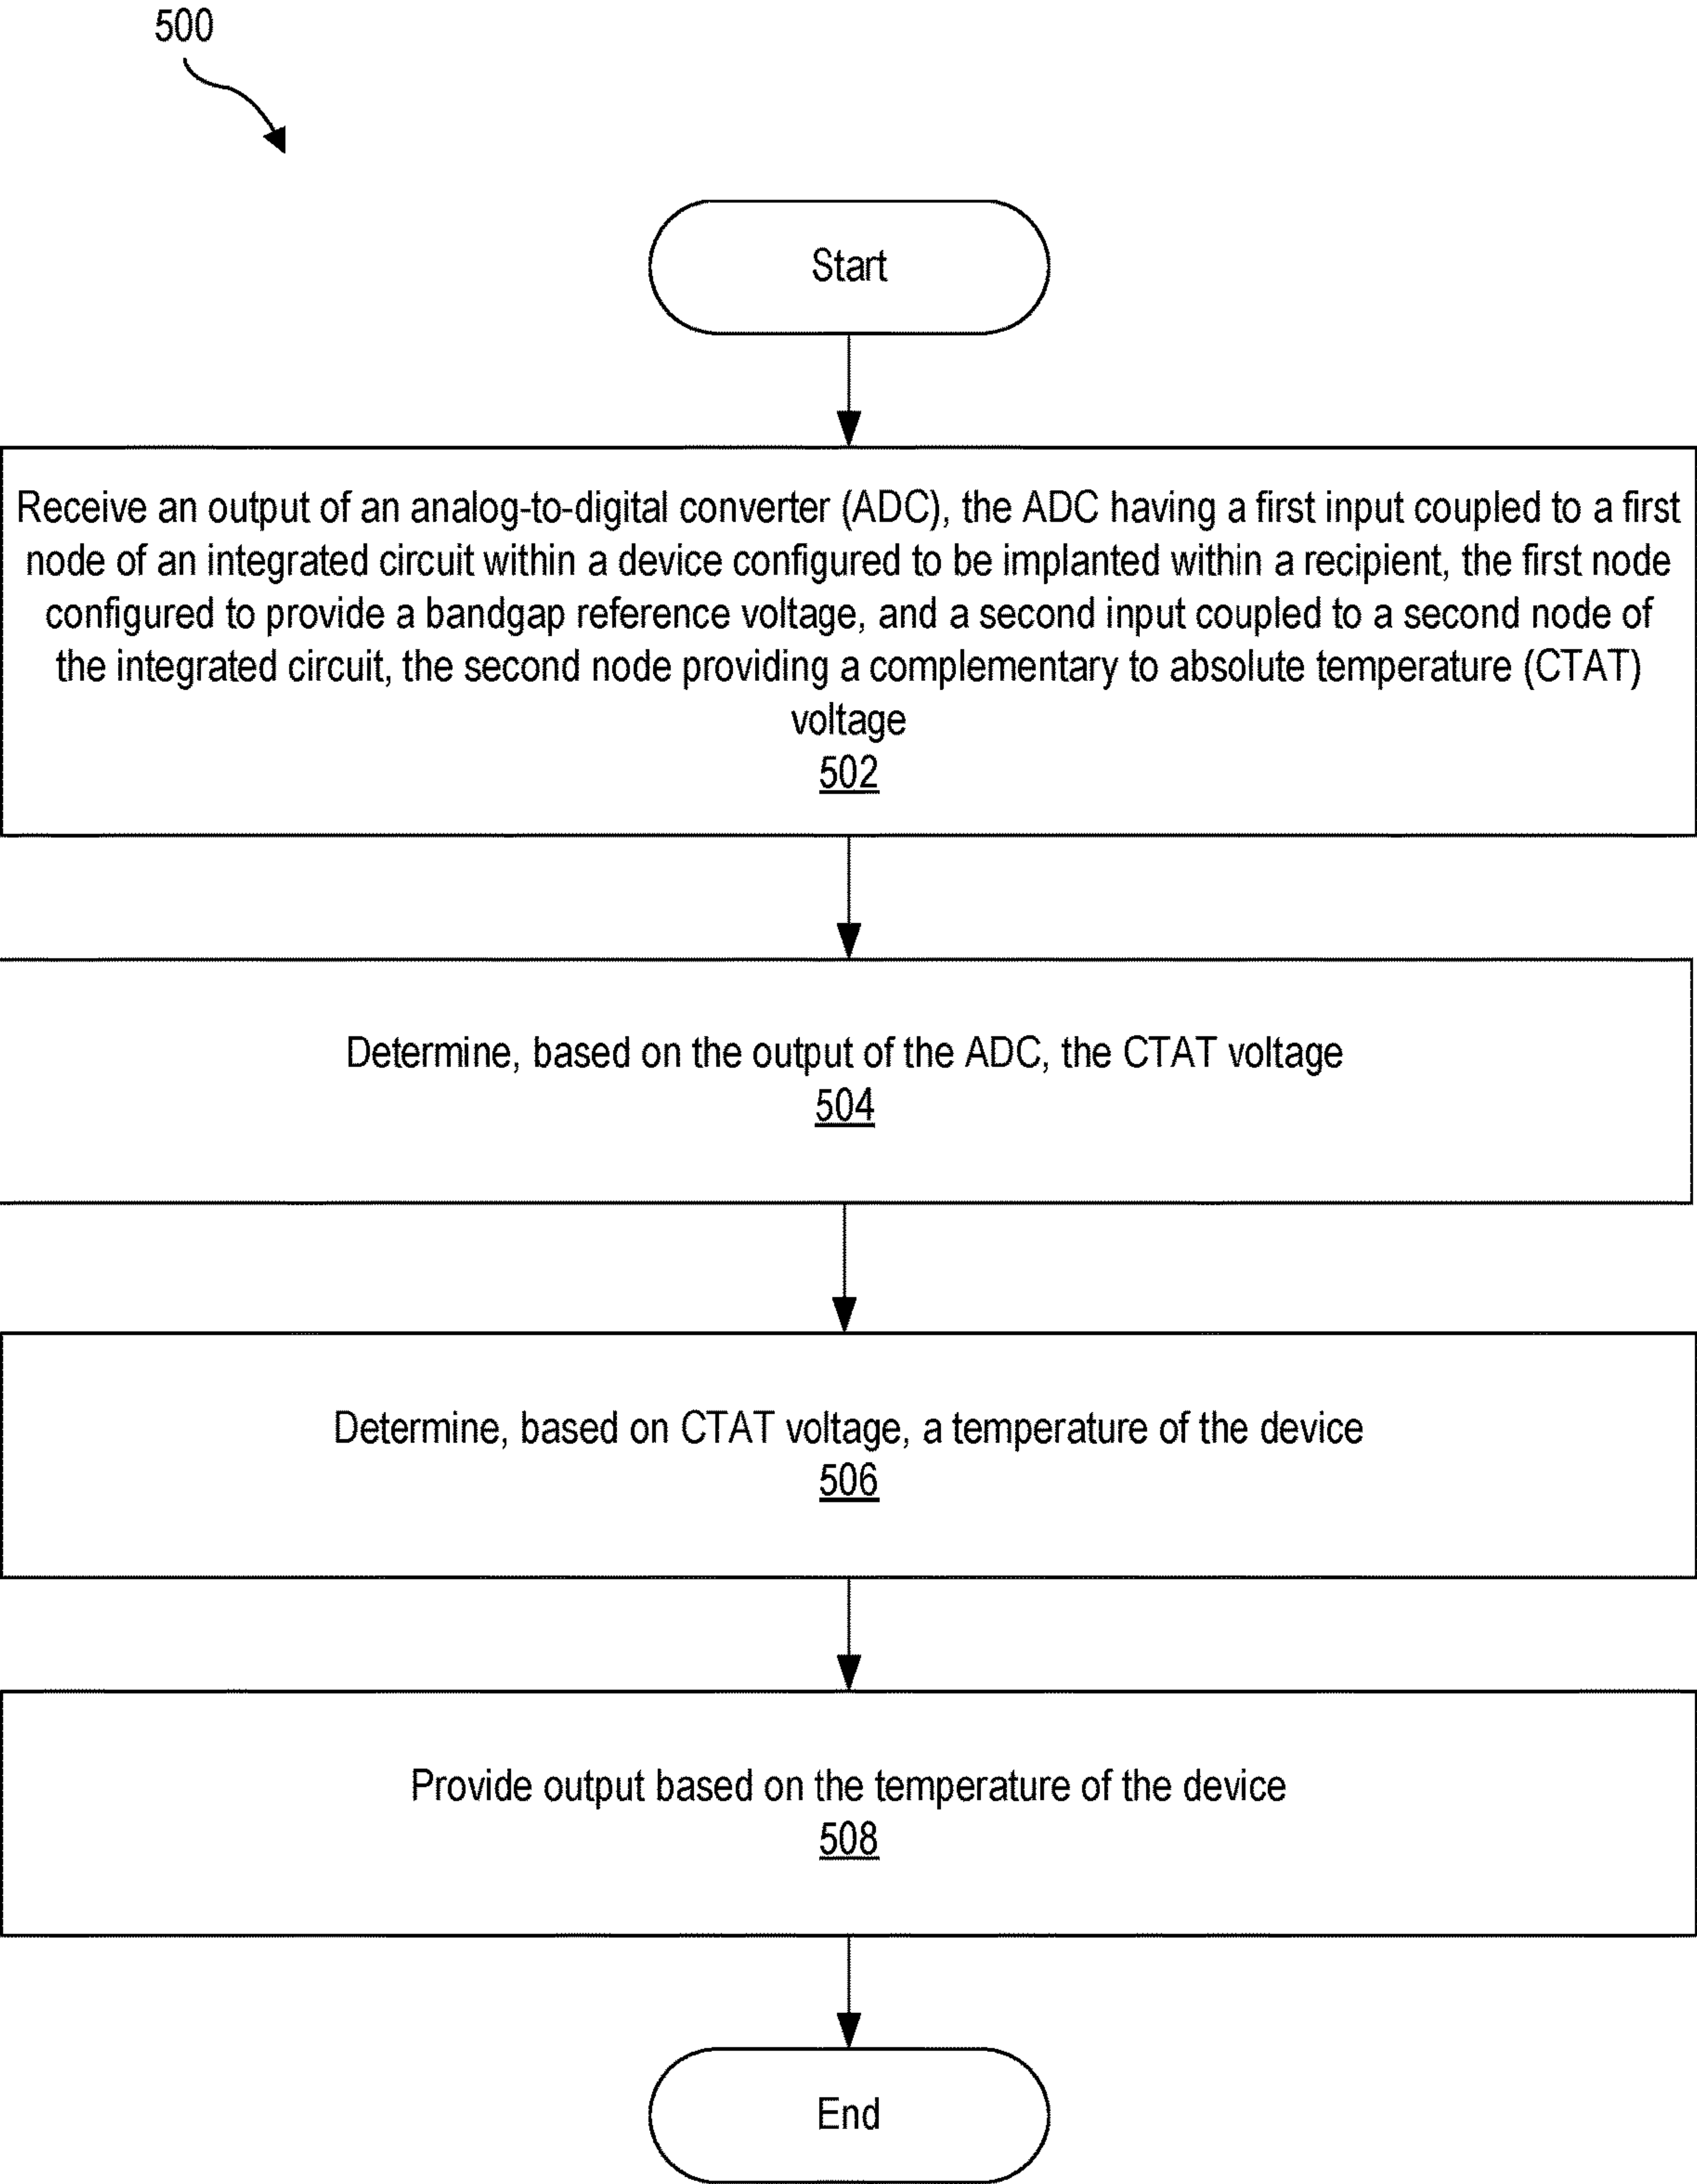 500
Start
Receive an output of an analog-to-digital converter (ADC), the ADC having a first input coupled to a first
node of an integrated circuit within a device configured to be implanted within a recipient, the first node
configured to provide a bandgap reference voltage, and a second input coupled to a second node of
the integrated circuit, the second node providing a complementary to absolute temperature (CTAT)
voltage
502
Determine, based on the output of the ADC, the CTAT voltage
504
Determine, based on CTAT voltage, a temperature of the device
506
Provide output based on the temperature of the device
508
End